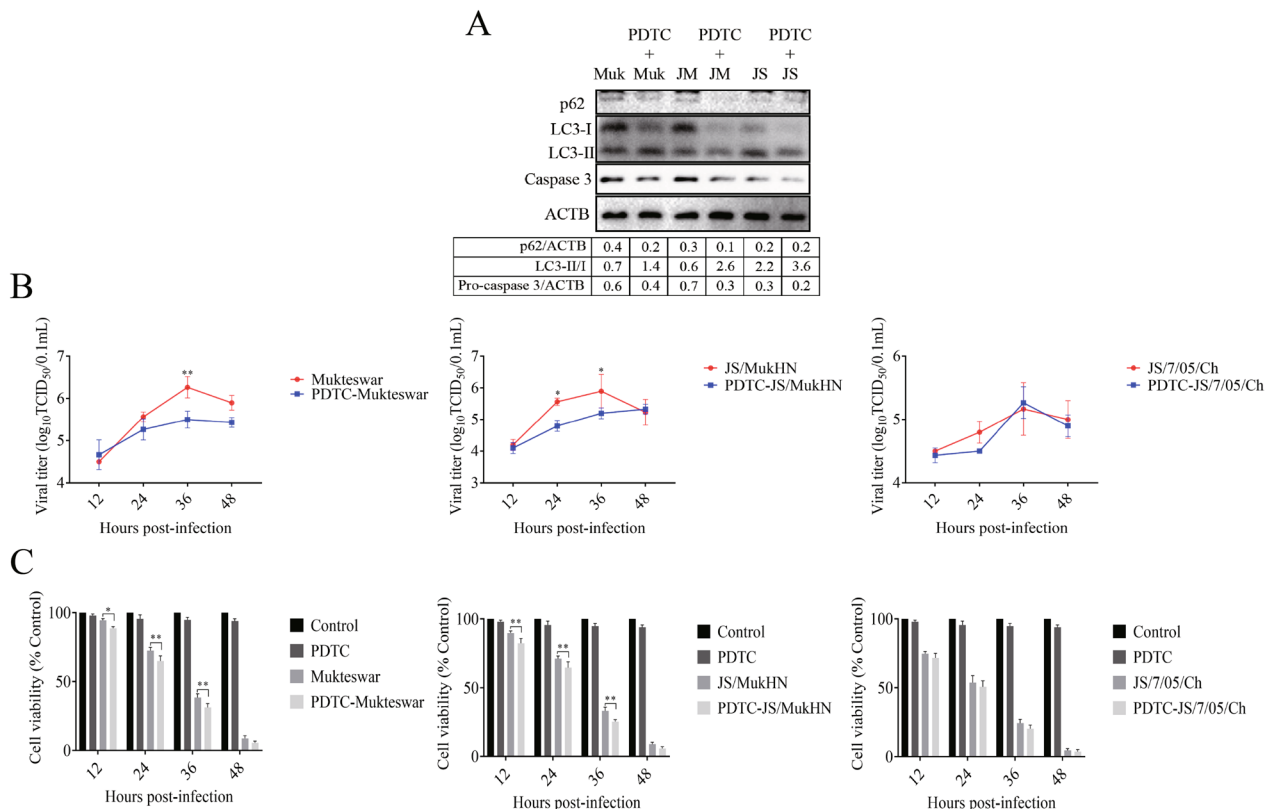 A
PDTC PDTC PDTC
+ + +
Muk Muk JM JM JS JS
p62
LC3-I
LC3-II
Caspase 3
ACTB
p62/ACTB 0.4 0.2 0.3 0.1 0.2 0.2
LC3-II/I 0.7 1.4 0.6 2.6 2.2 3.6
Pro-caspase 3/ACTB 0.6 0.4 0.7 0.3 0.3 0.2
B
Viral titer (log10TCID50/0.1mL)
7
6
5
4
**
12 24 36 48
Hours post-infection
Mukteswar
PDTC-Mukteswar
Viral titer (log10TCID50/0.1mL)
7
6
5
4
3
* *
12 24 36 48
Hours post-infection
JS/MukHN
PDTC-JS/MukHN
Viral titer (log10TCID50/0.1mL)
6
5
4
12 24 36 48
Hours post-infection
JS/7/05/Ch
PDTC-JS/7/05/Ch
C
Cell viability (% Control)
100
50
0
* ** **
12 24 36 48
Hours post-infection
Control
PDTC
Mukteswar
PDTC-Mukteswar
Cell viability (% Control)
100
50
0
** ** **
12 24 36 48
Hours post-infection
Control
PDTC
JS/MukHN
PDTC-JS/MukHN
Cell viability (% Control)
100
50
0
12 24 36 48
Hours post-infection
Control
PDTC
JS/7/05/Ch
PDTC-JS/7/05/Ch